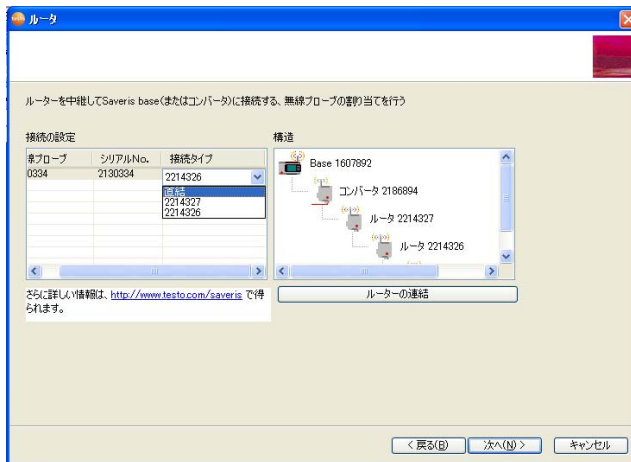 ルータ
ルーターを中継してSaveris base(またはコンバータ)に接続する、無線プローブの割り当てを行う
接続の設定
プローブ シリアルNo. 接続タイプ
0334 2130334 2214326
直結
2214327
2214326
構造
Base 1607892
コンバータ 2186894
ルータ 2214327
ルータ 2214326
さらに詳しい情報は、http://www.testo.com/saveris で得
られます。
ルーターの連結
< 戻る(B)
次へ(N) >
キャンセル